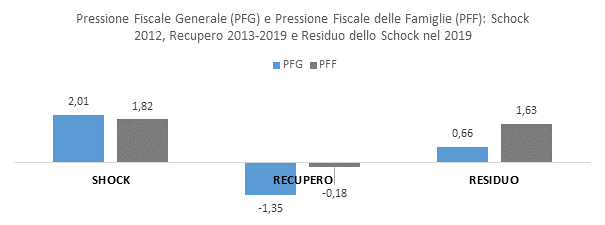 Pressione Fiscale Generale (PFG) e Pressione Fiscale delle Famiglie (PFF): Schock
2012, Recupero 2013-2019 e Residuo dello Schock nel 2019
PFG PFF
2,01 1,82
1,63
0,66
SHOCK RECUPERO RESIDUO
-0,18
-1,35